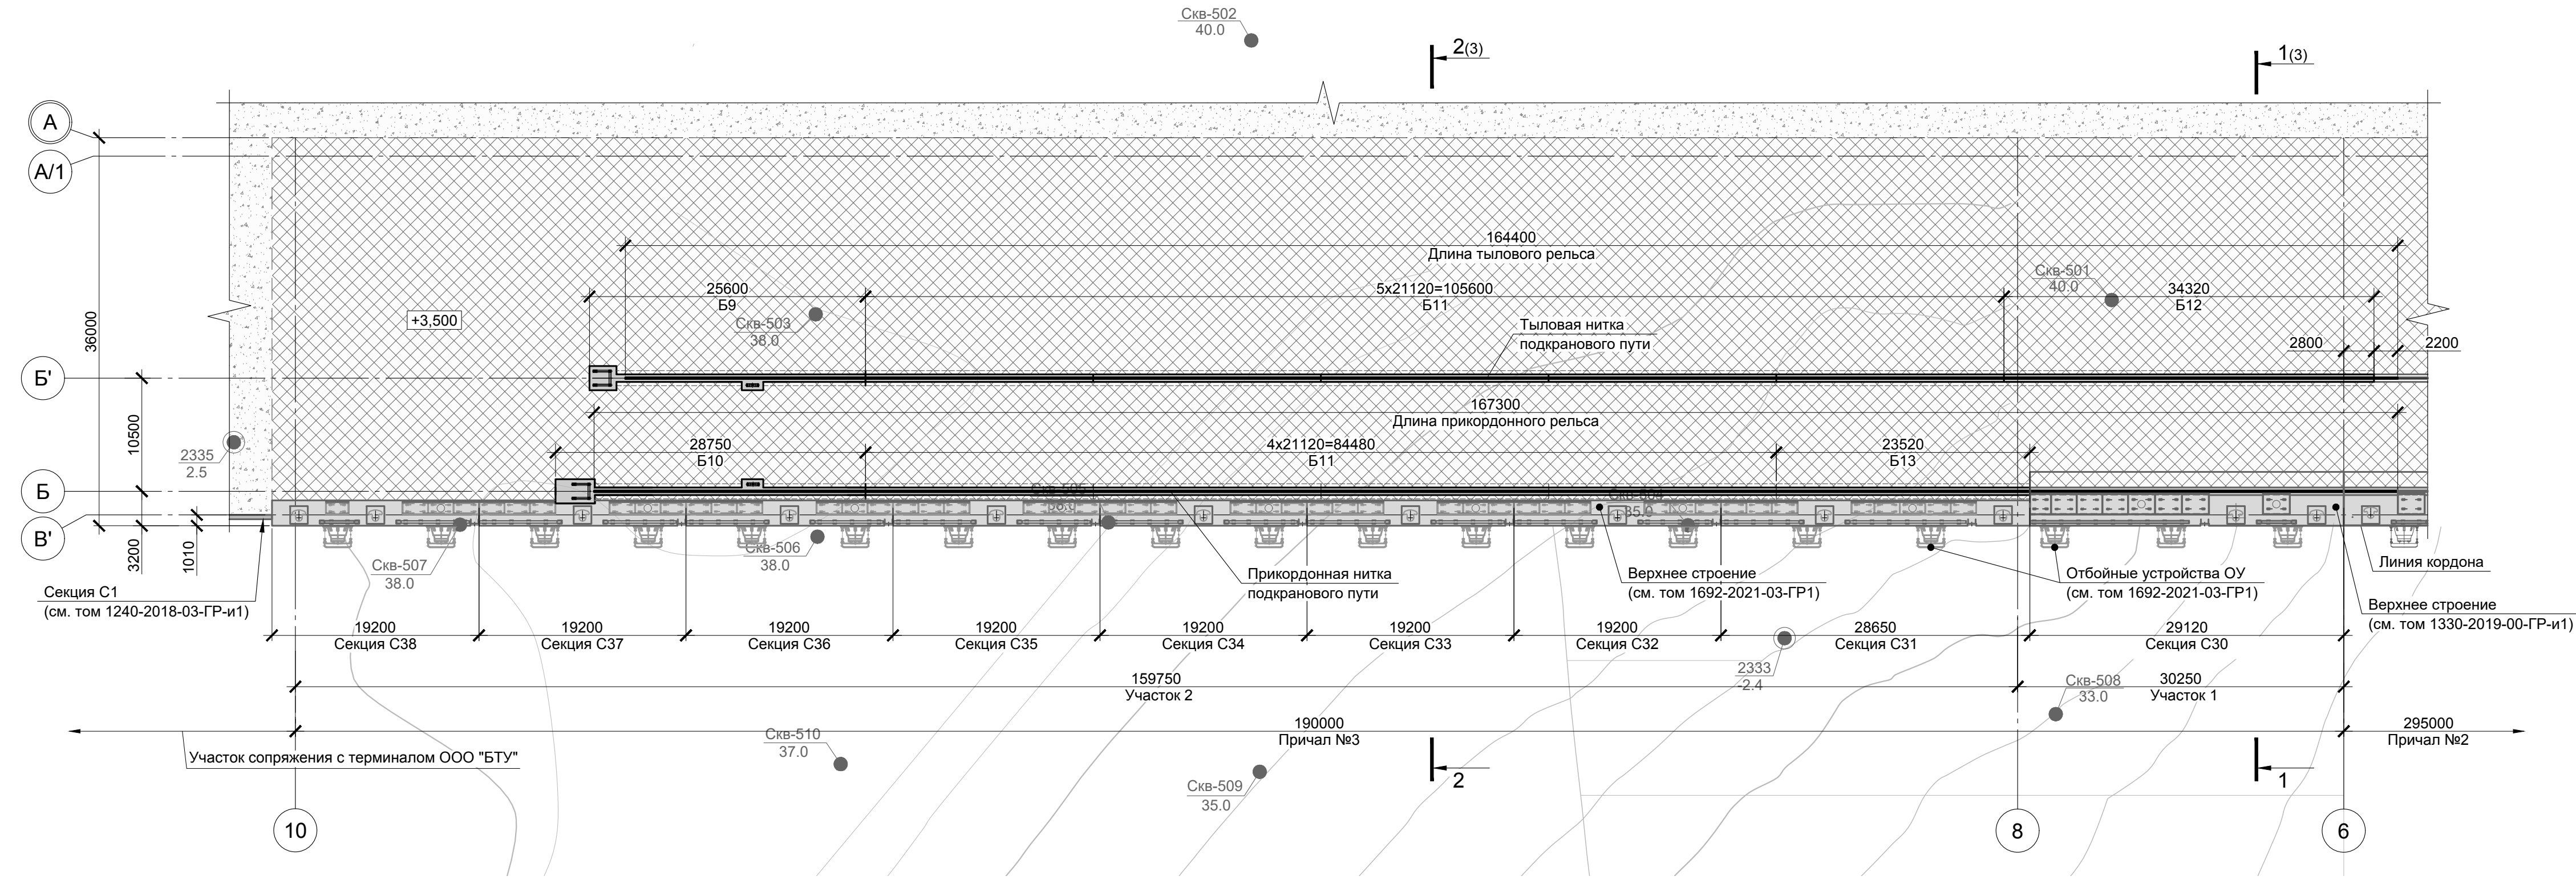 Скв-502
40.0
2(3)
1(3)
А
А/1
164400
Длина тылового рельса
Скв-501
40.0
25600
Б9
5х21120=105600
Б11
34320
Б12
+3,500
Скв-503
38.0
Тыловая нитка
подкранового пути
36000
2800
2200
Б'
167300
Длина прикордонного рельса
10500
28750
Б10
4х21120=84480
Б11
23520
Б13
2335
2.5
Б
Скв-505
38.0
Скв-504
35.0
В'
3200
1010
Скв-507
38.0
Скв-506
38.0
Прикордонная нитка
подкранового пути
Верхнее строение
(см. том 1692-2021-03-ГР1)
Отбойные устройства ОУ
(см. том 1692-2021-03-ГР1)
Линия кордона
Секция С1
(см. том 1240-2018-03-ГР-и1)
Верхнее строение
(см. том 1330-2019-00-ГР-и1)
19200
Секция С38
19200
Секция С37
19200
Секция С36
19200
Секция С35
19200
Секция С34
19200
Секция С33
19200
Секция С32
28650
Секция С31
29120
Секция С30
2333
-2.4
159750
Участок 2
Скв-508
33.0
30250
Участок 1
190000
Причал №3
295000
Причал №2
Участок сопряжения с терминалом ООО "БТУ"
Скв-510
37.0
Скв-509
35.0
2
1
10
8
6